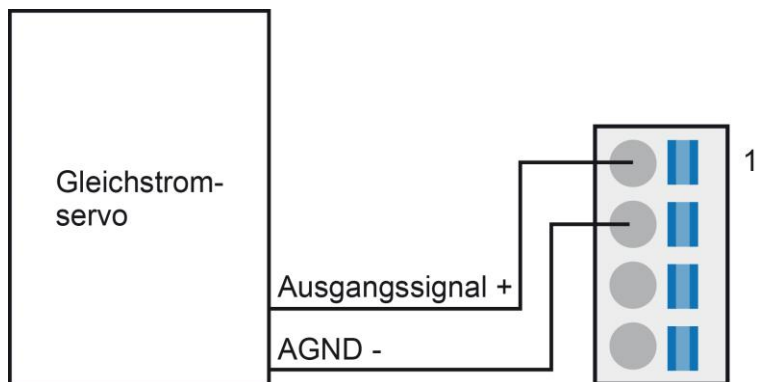 Gleichstrom-
servo
1
Ausgangssignal +
AGND -